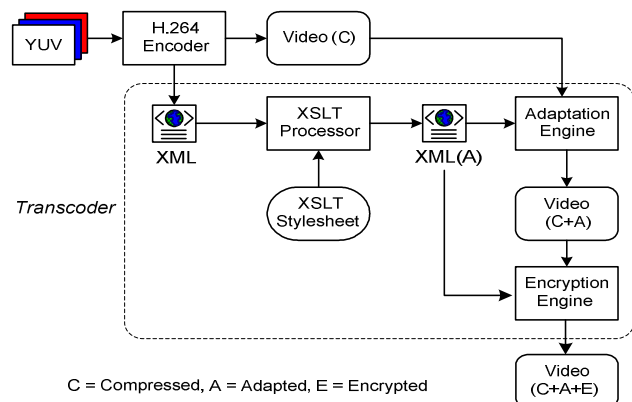 YUV
H.264
Encoder
Video (C)
XML
XSLT
Processor
XML(A)
Adaptation
Engine
Transcoder
XSLT
Stylesheet
Video
(C+A)
Encryption
Engine
Video
(C+A+E)
C = Compressed, A = Adapted, E = Encrypted